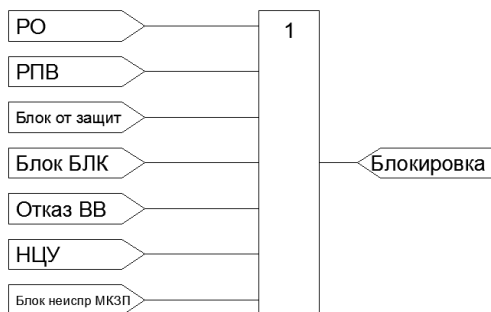 РО
1
РПВ
Блок от защит
Блок БЛК
Блокировка
Отказ ВВ
НЦУ
Блок неиспр МКЗП